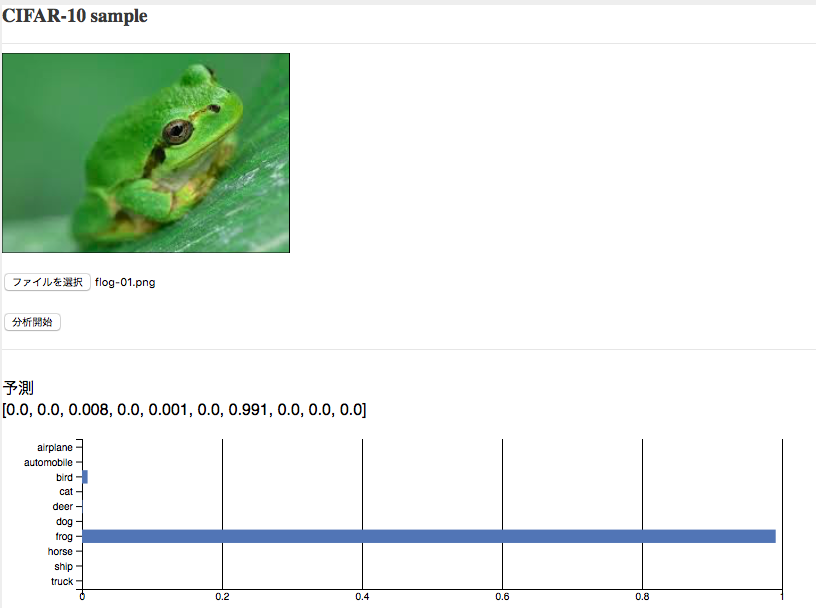 CIFAR-10 sample
ファイルを選択 flog-01.png
分析開始
予測
[0.0, 0.0, 0.008, 0.0, 0.001, 0.0, 0.991, 0.0, 0.0, 0.0]
airplane
automobile
bird
cat
deer
dog
frog
horse
ship
truck
0 0.2 0.4 0.6 0.8 1